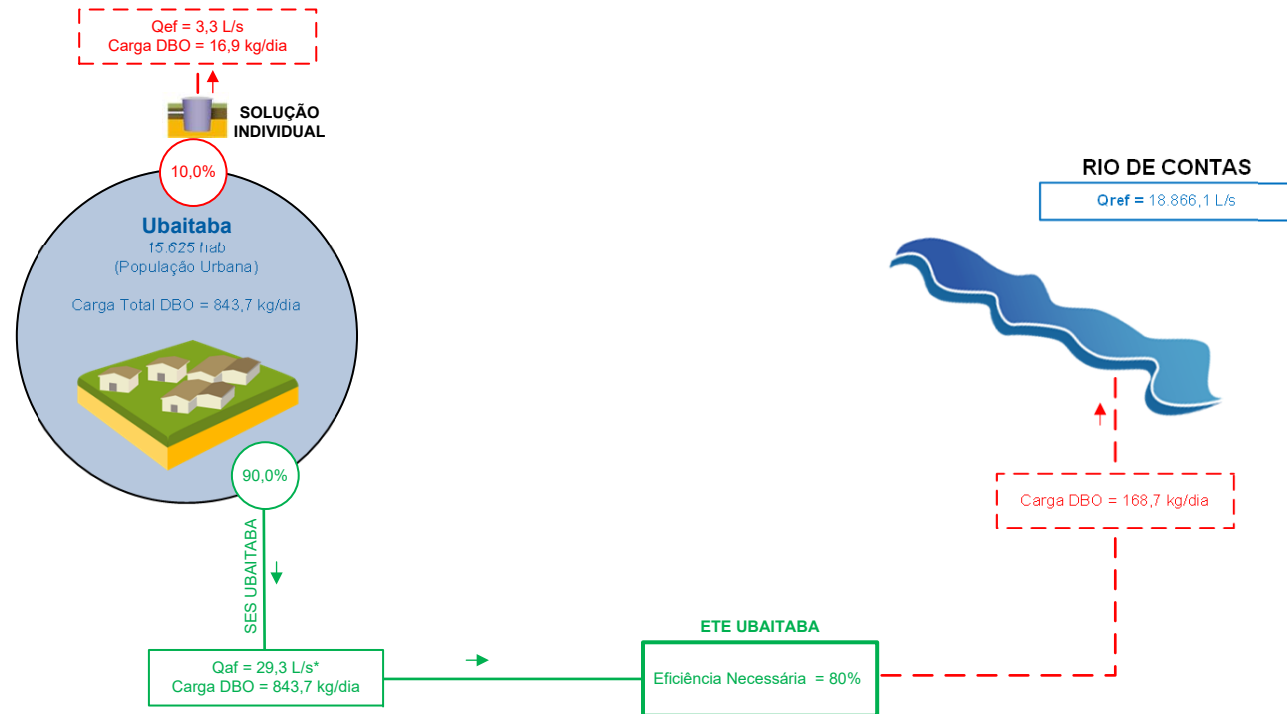 Qef = 3,3 L/s
Carga DBO = 16,9 kg/dia
SOLUÇÃO
INDIVIDUAL
10,0%
Ubaitaba
15.625 hab
(População Urbana)
Carga Total DBO = 843,7 kg/dia
90,0%
SES UBAITABA
Qaf = 29,3 L/s*
Carga DBO = 843,7 kg/dia
ETE UBAITABA
Eficiência Necessária = 80%
Carga DBO = 168,7 kg/dia
RIO DE CONTAS
Qref = 18.866,1 L/s